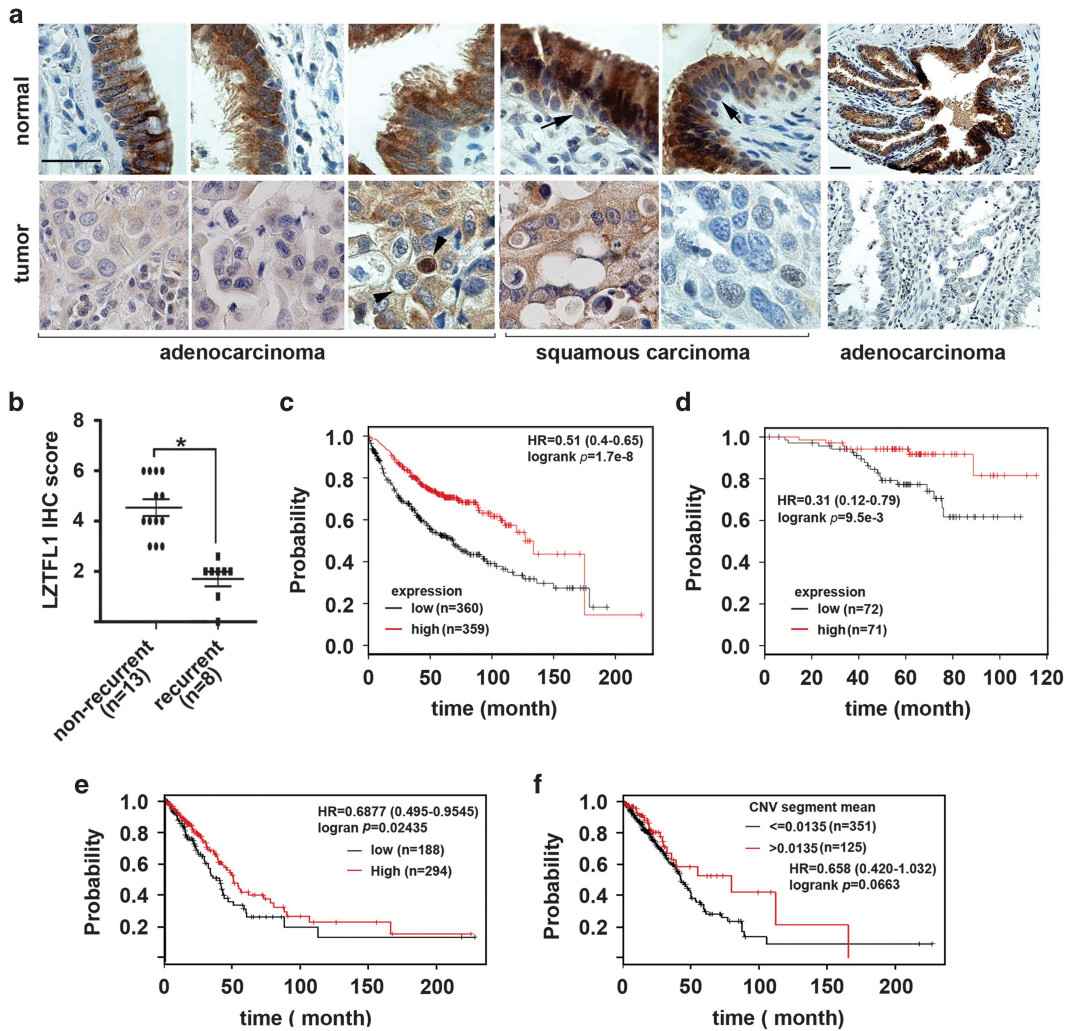 a
normal
tumor
adenocarcinoma
squamous carcinoma
adenocarcinoma
b
LZTFL1 IHC score
8
6
4
2
*
non-recurrent
(n=13)
recurrent
(n=8)
c
Probability
1.0
0.8
0.6
0.4
0.2
0.0
HR=0.51 (0.4-0.65)
logrank p=1.7e-8
expression
low (n=360)
high (n=359)
0 50 100 150 200
time (month)
d
Probability
1.0
0.8
0.6
0.4
0.2
0.0
HR=0.31 (0.12-0.79)
logrank p=9.5e-3
expression
low (n=72)
high (n=71)
0 20 40 60 80 100 120
time (month)
e
Probability
1.0
0.8
0.6
0.4
0.2
HR=0.6877 (0.495-0.9545)
logran p=0.02435
low (n=188)
High (n=294)
0 50 100 150 200
time ( month)
f
Probability
1.0
0.8
0.6
0.4
0.2
CNV segment mean
<=0.0135 (n=351)
>0.0135 (n=125)
HR=0.658 (0.420-1.032)
logrank p=0.0663
0 50 100 150 200
time ( month)